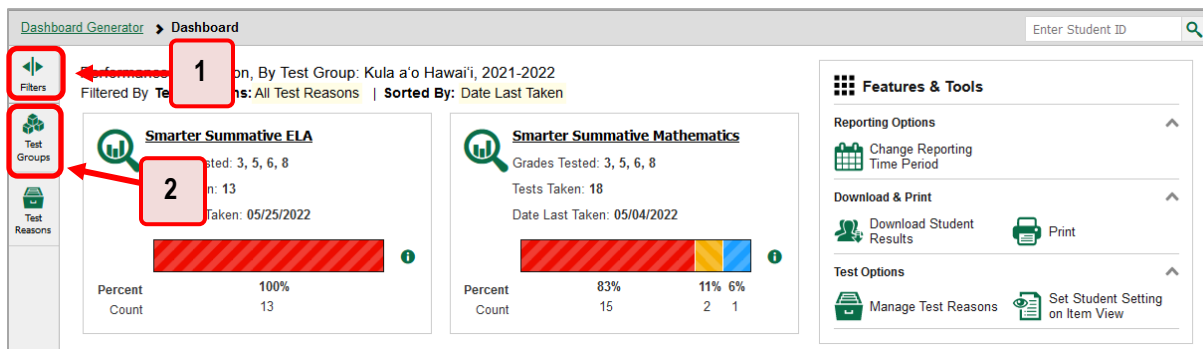 Dashboard Generator > Dashboard
Enter Student ID
Filters
1
on, By Test Group: Kula aʻo Hawaiʻi, 2021-2022
Filtered By Te s: All Test Reasons | Sorted By: Date Last Taken
Test Groups
2
Test Reasons
Smarter Summative ELA
sted: 3, 5, 6, 8
n: 13
Taken: 05/25/2022
Percent 100%
Count 13
Smarter Summative Mathematics
Grades Tested: 3, 5, 6, 8
Tests Taken: 18
Date Last Taken: 05/04/2022
Percent 83% 11% 6%
Count 15 2 1
Features & Tools
Reporting Options
Change Reporting
Time Period
Download & Print
Download Student
Results
Print
Test Options
Manage Test Reasons
Set Student Setting
on Item View